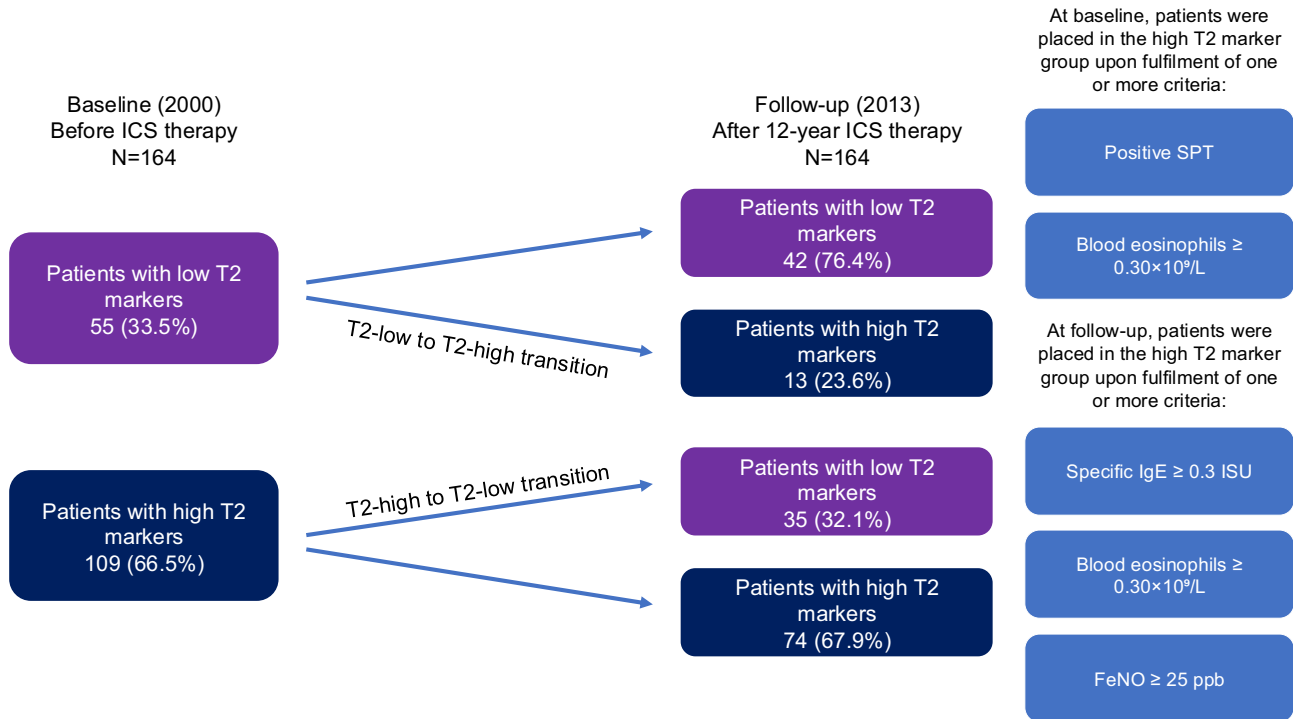 Baseline (2000)
Before ICS therapy
N=164
Patients with low T2
markers
55 (33.5%)
Patients with high T2
markers
109 (66.5%)
T2-low to T2-high transition
T2-high to T2-low transition
Follow-up (2013)
After 12-year ICS therapy
N=164
Patients with low T2
markers
42 (76.4%)
Patients with high T2
markers
13 (23.6%)
Patients with low T2
markers
35 (32.1%)
Patients with high T2
markers
74 (67.9%)
At baseline, patients were
placed in the high T2 marker
group upon fulfilment of one
or more criteria:
Positive SPT
Blood eosinophils ≥
0.30×10⁹/L
At follow-up, patients were
placed in the high T2 marker
group upon fulfilment of one
or more criteria:
Specific IgE ≥ 0.3 ISU
Blood eosinophils ≥
0.30×10⁹/L
FeNO ≥ 25 ppb